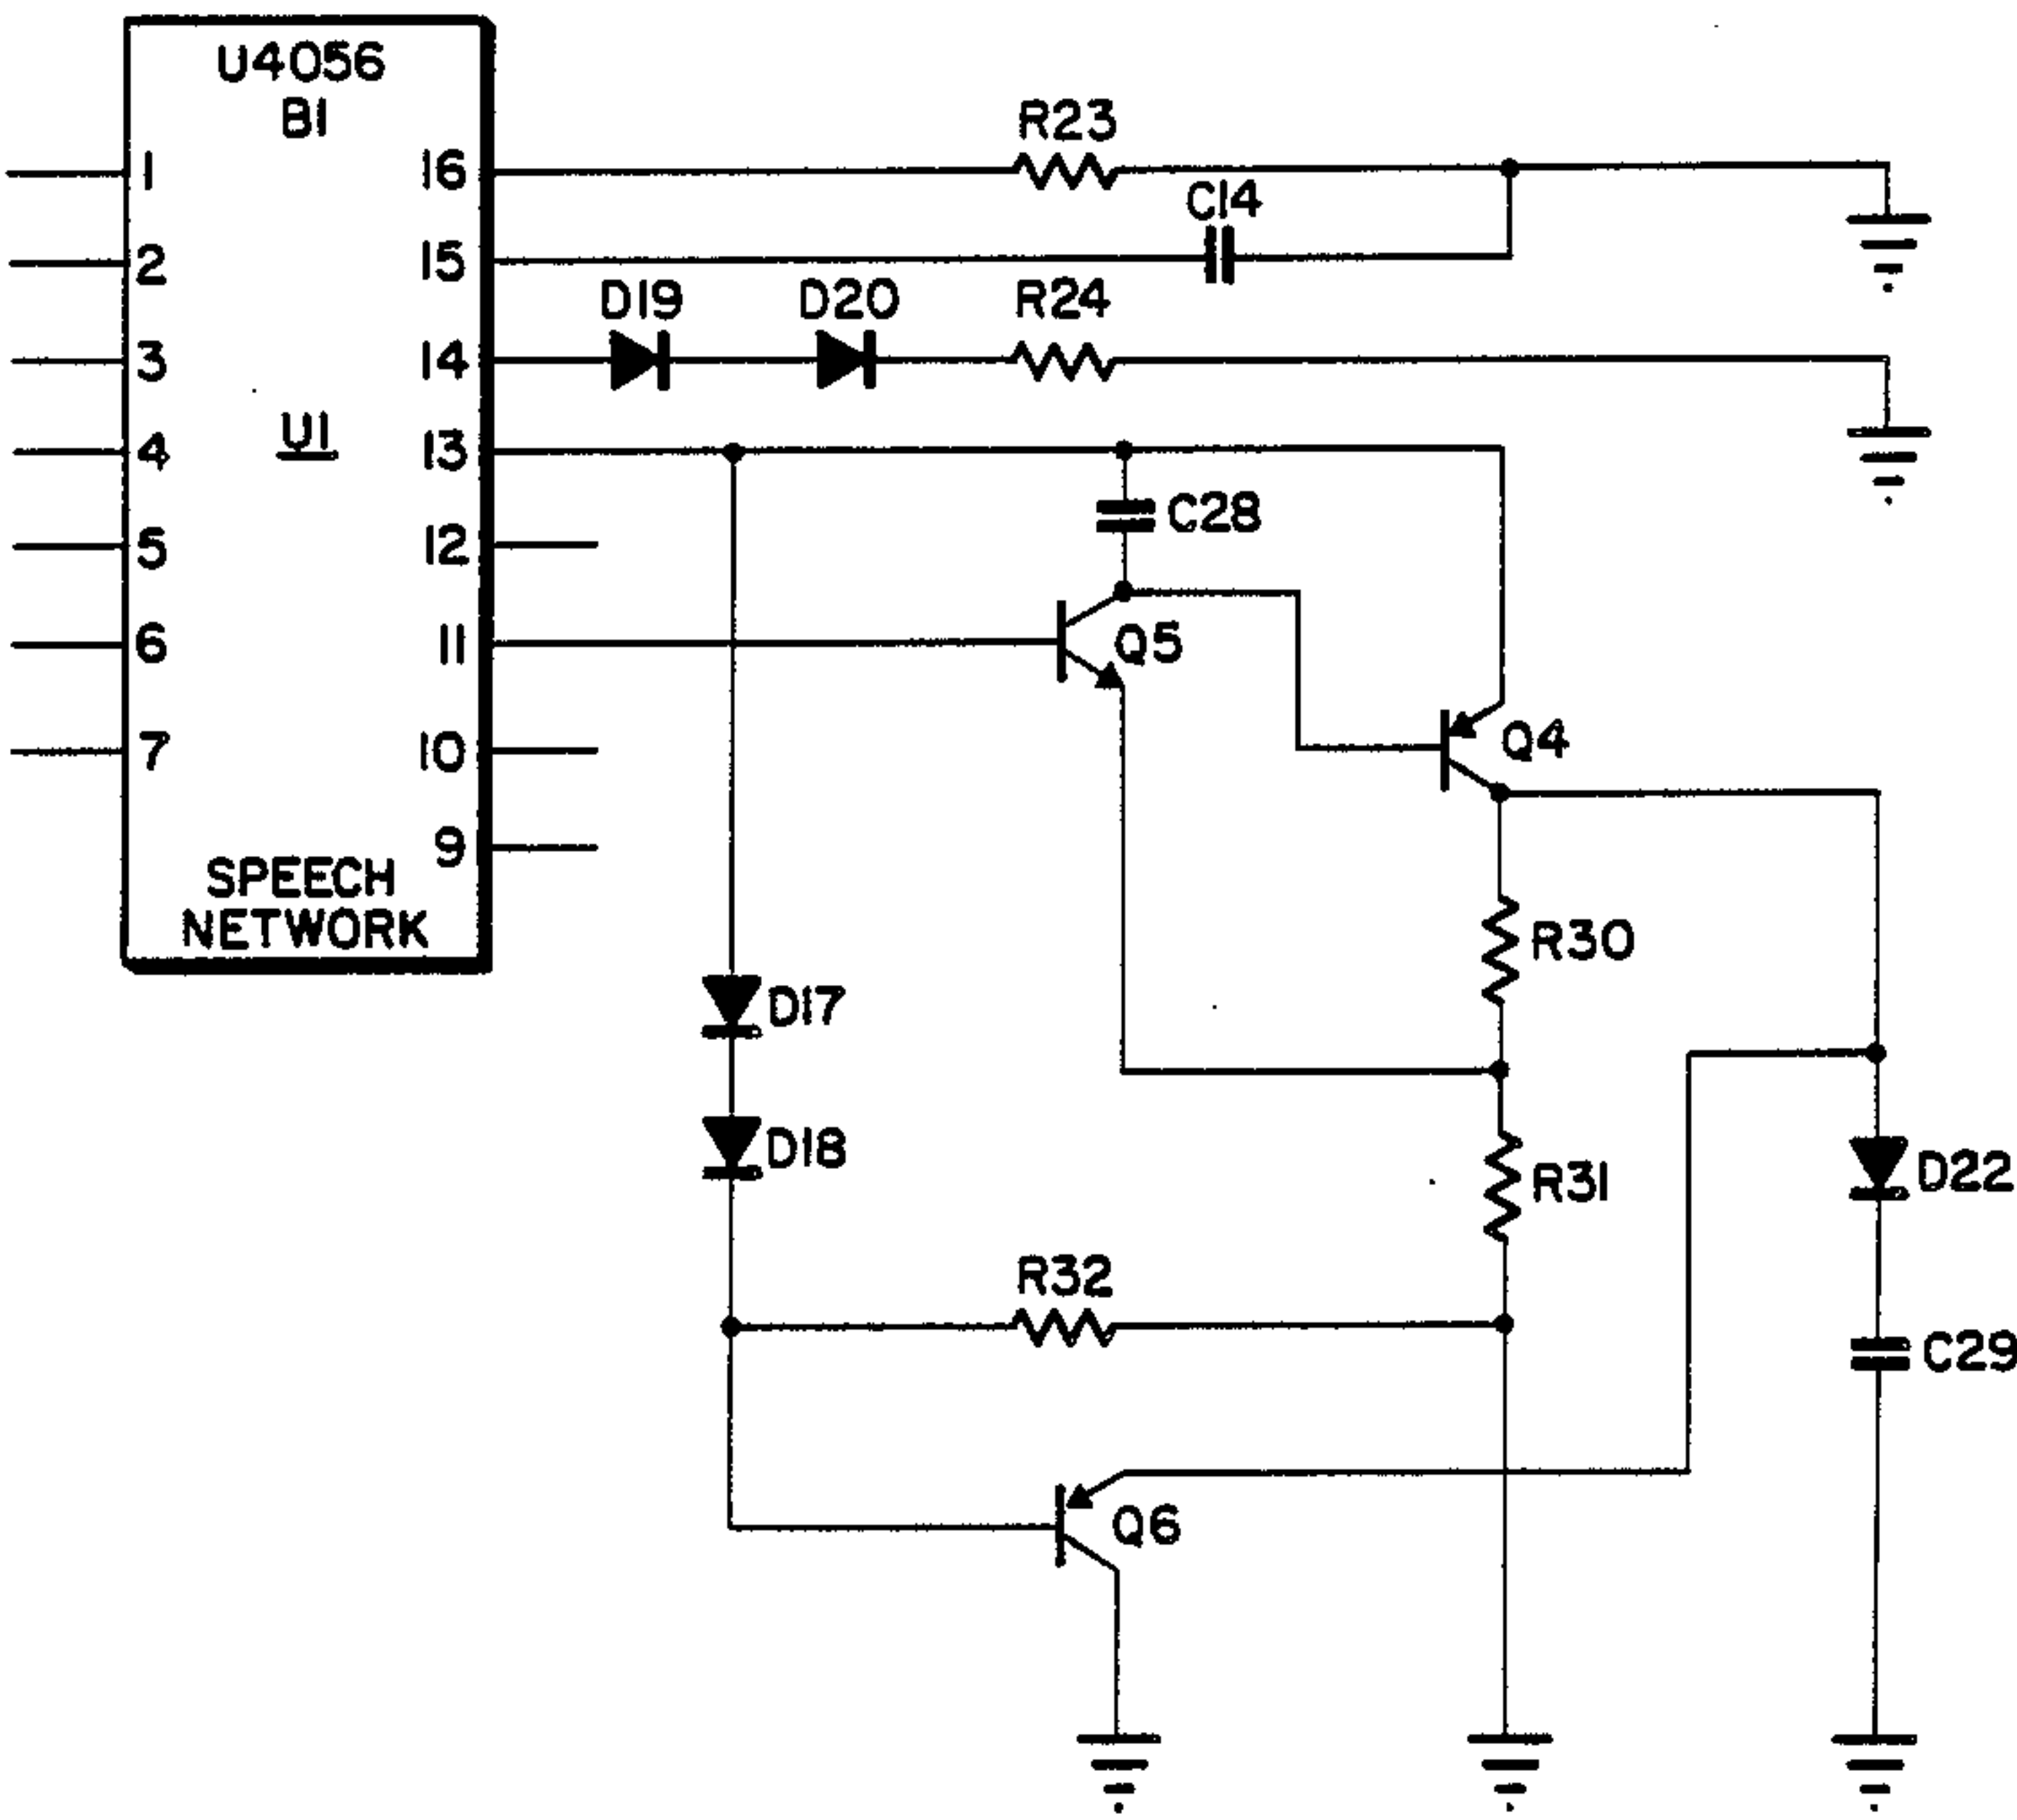 U4056
B1
R23
1
16
C14
2
15
D19 D20 R24
3
14
U1
4
13
C28
5
12
6
11
Q5
Q4
7
10
9
SPEECH
NETWORK
R30
D17
D18
R31
D22
R32
C29
Q6